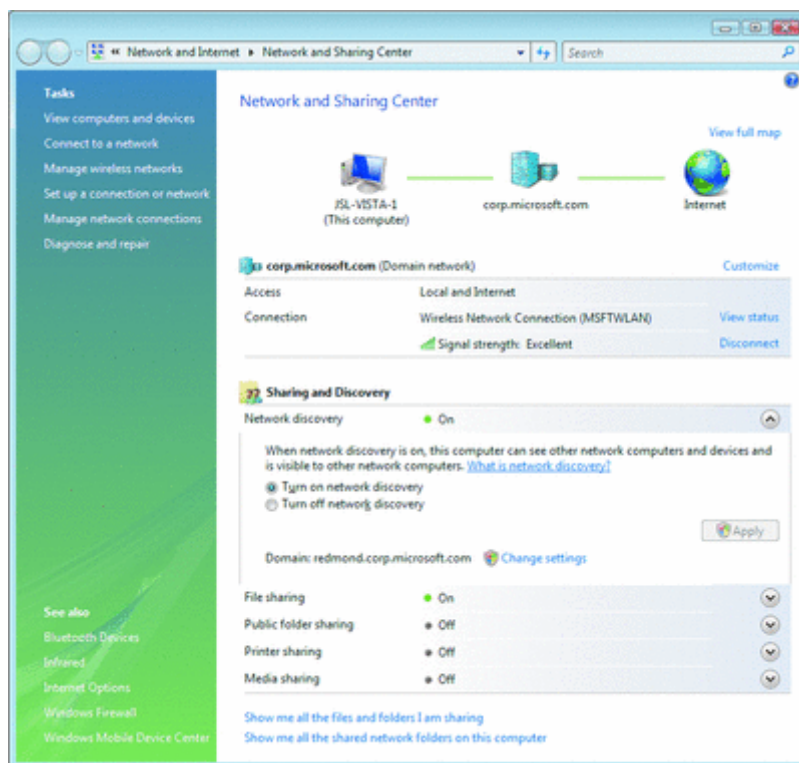 « Network and Internet ▸ Network and Sharing Center
Search
Tasks
View computers and devices
Connect to a network
Manage wireless networks
Set up a connection or network
Manage network connections
Diagnose and repair
See also
Bluetooth Devices
Infrared
Internet Options
Windows Firewall
Windows Mobile Device Center
Network and Sharing Center
View full map
JSL-VISTA-1
(This computer)
corp.microsoft.com
Internet
corp.microsoft.com (Domain network)
Customize
Access Local and Internet
Connection Wireless Network Connection (MSFTWLAN) View status
Signal strength: Excellent Disconnect
Sharing and Discovery
Network discovery On
When network discovery is on, this computer can see other network computers and devices and
is visible to other network computers. What is network discovery?
Turn on network discovery
Turn off network discovery
Apply
Domain: redmond.corp.microsoft.com Change settings
File sharing On
Public folder sharing Off
Printer sharing Off
Media sharing Off
Show me all the files and folders I am sharing
Show me all the shared network folders on this computer